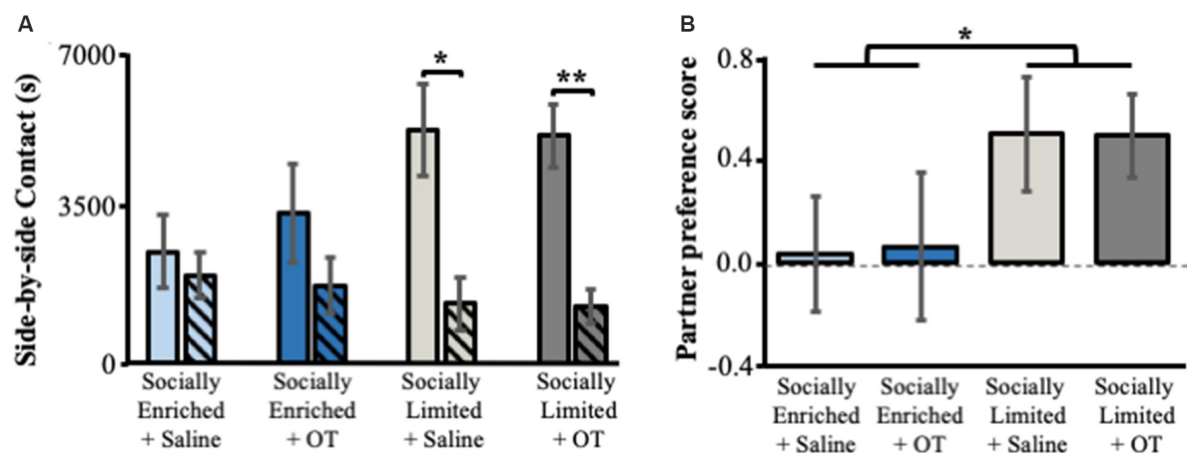 A
7000
3500
0
Side-by-side Contact (s)
*
**
Socially
Enriched
+ Saline
Socially
Enriched
+ OT
Socially
Limited
+ Saline
Socially
Limited
+ OT
B
0.8
0.4
0.0
-0.4
Partner preference score
*
Socially
Enriched
+ Saline
Socially
Enriched
+ OT
Socially
Limited
+ Saline
Socially
Limited
+ OT